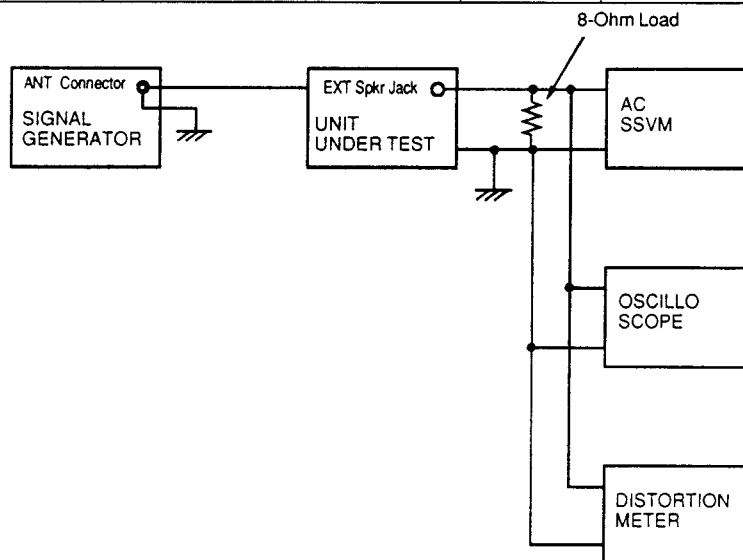 8-Ohm Load
ANT Connector
SIGNAL
GENERATOR
EXT Spkr Jack
UNIT
UNDER TEST
AC
SSVM
OSCILLO
SCOPE
DISTORTION
METER